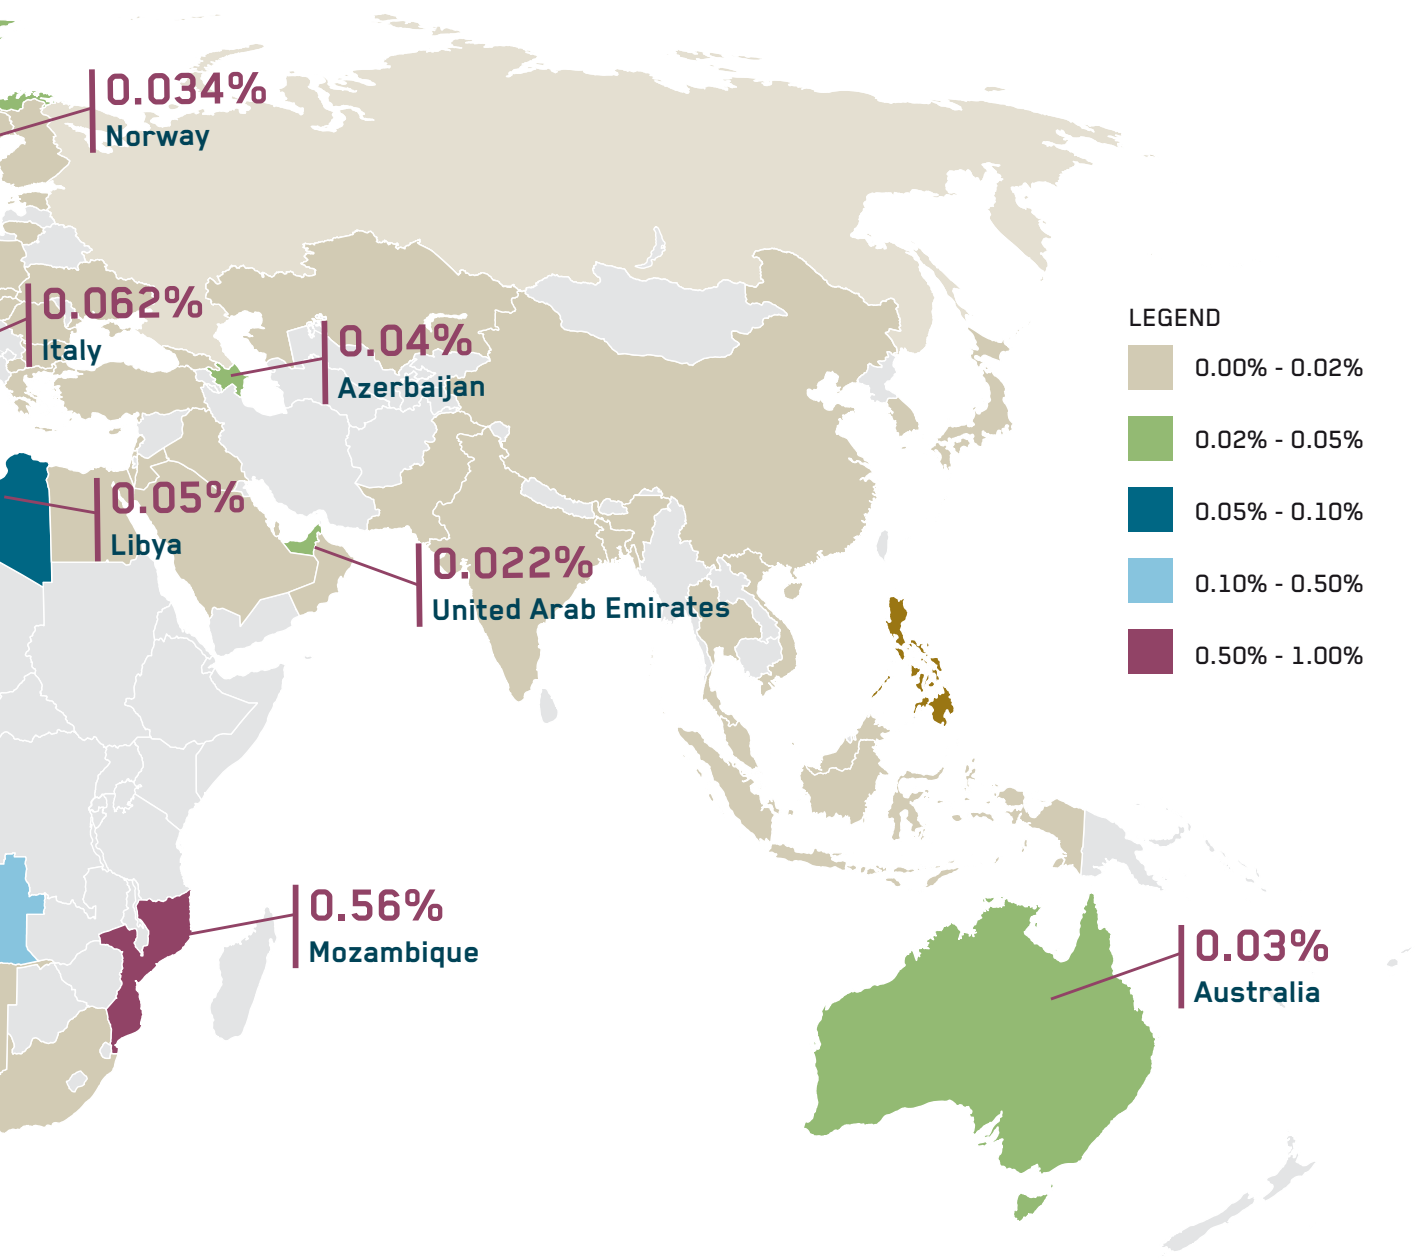 0.034%
Norway
0.062%
Italy
0.04%
Azerbaijan
0.05%
Libya
0.022%
United Arab Emirates
0.56%
Mozambique
0.03%
Australia
LEGEND
0.00% - 0.02%
0.02% - 0.05%
0.05% - 0.10%
0.10% - 0.50%
0.50% - 1.00%